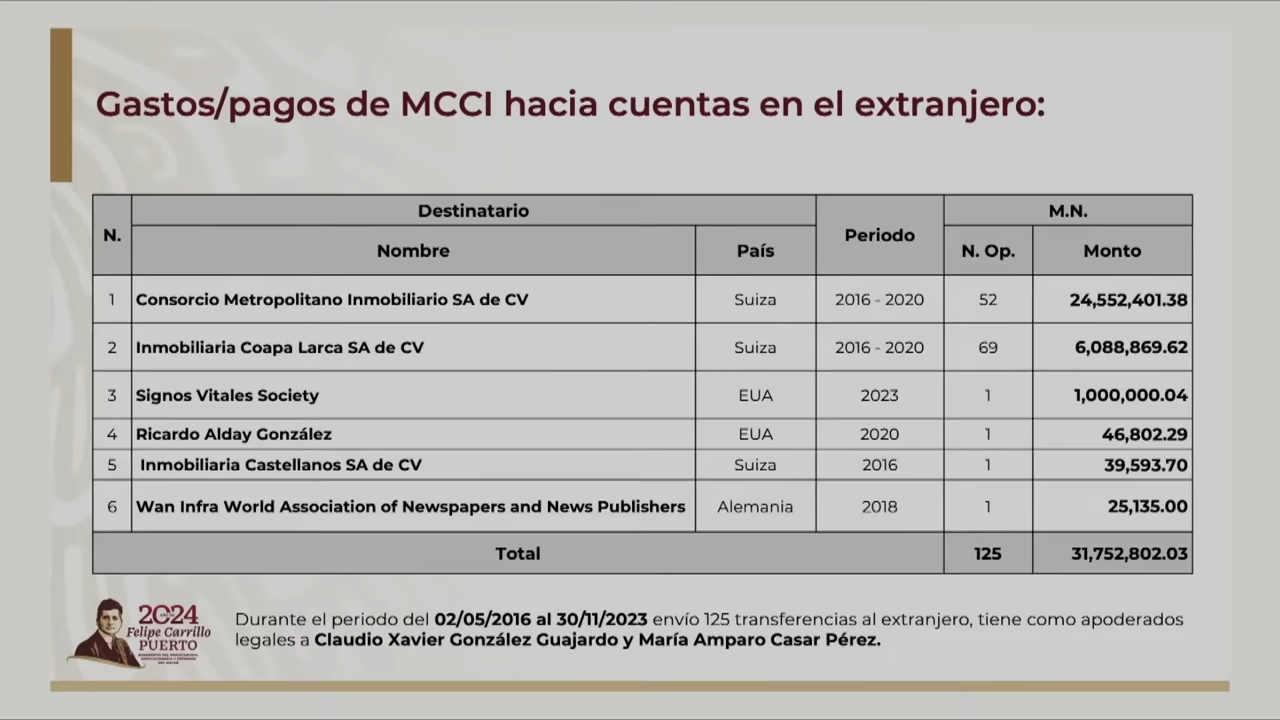 Gastos/pagos de MCCI hacia cuentas en el extranjero:
N. Destinatario Periodo M.N.
Nombre País N. Op. Monto
1 Consorcio Metropolitano Inmobiliario SA de CV Suiza 2016 - 2020 52 24,552,401.38
2 Inmobiliaria Coapa Larca SA de CV Suiza 2016 - 2020 69 6,088,869.62
3 Signos Vitales Society EUA 2023 1 1,000,000.04
4 Ricardo Alday González EUA 2020 1 46,802.29
5 Inmobiliaria Castellanos SA de CV Suiza 2016 1 39,593.70
6 Wan Infra World Association of Newspapers and News Publishers Alemania 2018 1 25,135.00
Total 125 31,752,802.03
2024
Felipe Carrillo
PUERTO
Durante el periodo del 02/05/2016 al 30/11/2023 envío 125 transferencias al extranjero, tiene como apoderados
legales a Claudio Xavier González Guajardo y María Amparo Casar Pérez.